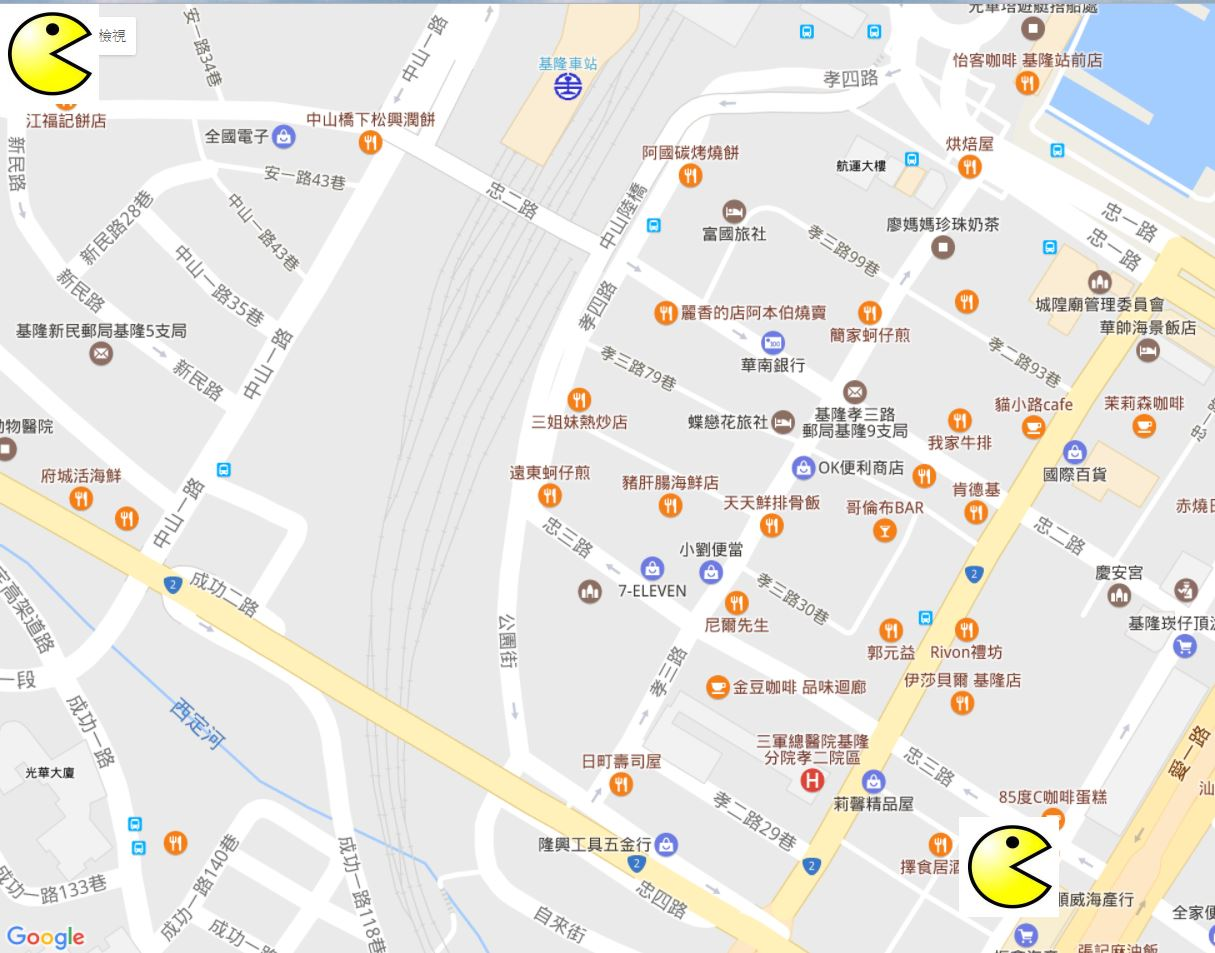 光華塔遊艇搭船處
檢視
安一路34巷
中山一路
基隆車站
怡客咖啡 基隆站前店
孝四路
江福記餅店
中山橋下松興潤餅
全國電子
新民路
安一路43巷
阿國碳烤燒餅
航運大樓
烘焙屋
忠二路
中山陸橋
新民路28巷
中山一路43巷
富國旅社
廖媽媽珍珠奶茶
忠一路
忠一路
孝三路99巷
新民路
中山一路35巷
孝四路
麗香的店阿本伯燒賣
簡家蚵仔煎
城隍廟管理委員會
華帥海景飯店
基隆新民郵局基隆5支局
中山一路
新民路
孝三路79巷
華南銀行
孝二路93巷
三姐妹熱炒店
蝶戀花旅社
基隆孝三路
郵局基隆9支局
貓小路cafe
茉莉森咖啡
我家牛排
動物醫院
府城活海鮮
遠東蚵仔煎
豬肝腸海鮮店
OK便利商店
國際百貨
肯德基
天天鮮排骨飯
哥倫布BAR
中山一路
忠三路
忠二路
小劉便當
7-ELEVEN
孝三路30巷
慶安宮
2
成功二路
2
尼爾先生
公園街
郭元益
Rivon禮坊
孝三路
金豆咖啡 品味迴廊
伊莎貝爾 基隆店
一段
成功一路
西定河
光華大廈
三軍總醫院基隆
分院孝二院區
忠三路
愛一路
日町壽司屋
莉馨精品屋
85度C咖啡蛋糕
孝二路29巷
隆興工具五金行
2
2
成功一路133巷
成功一路140巷
成功一路118巷
忠四路
自來街
順威海產行
張記麻油飯
Google